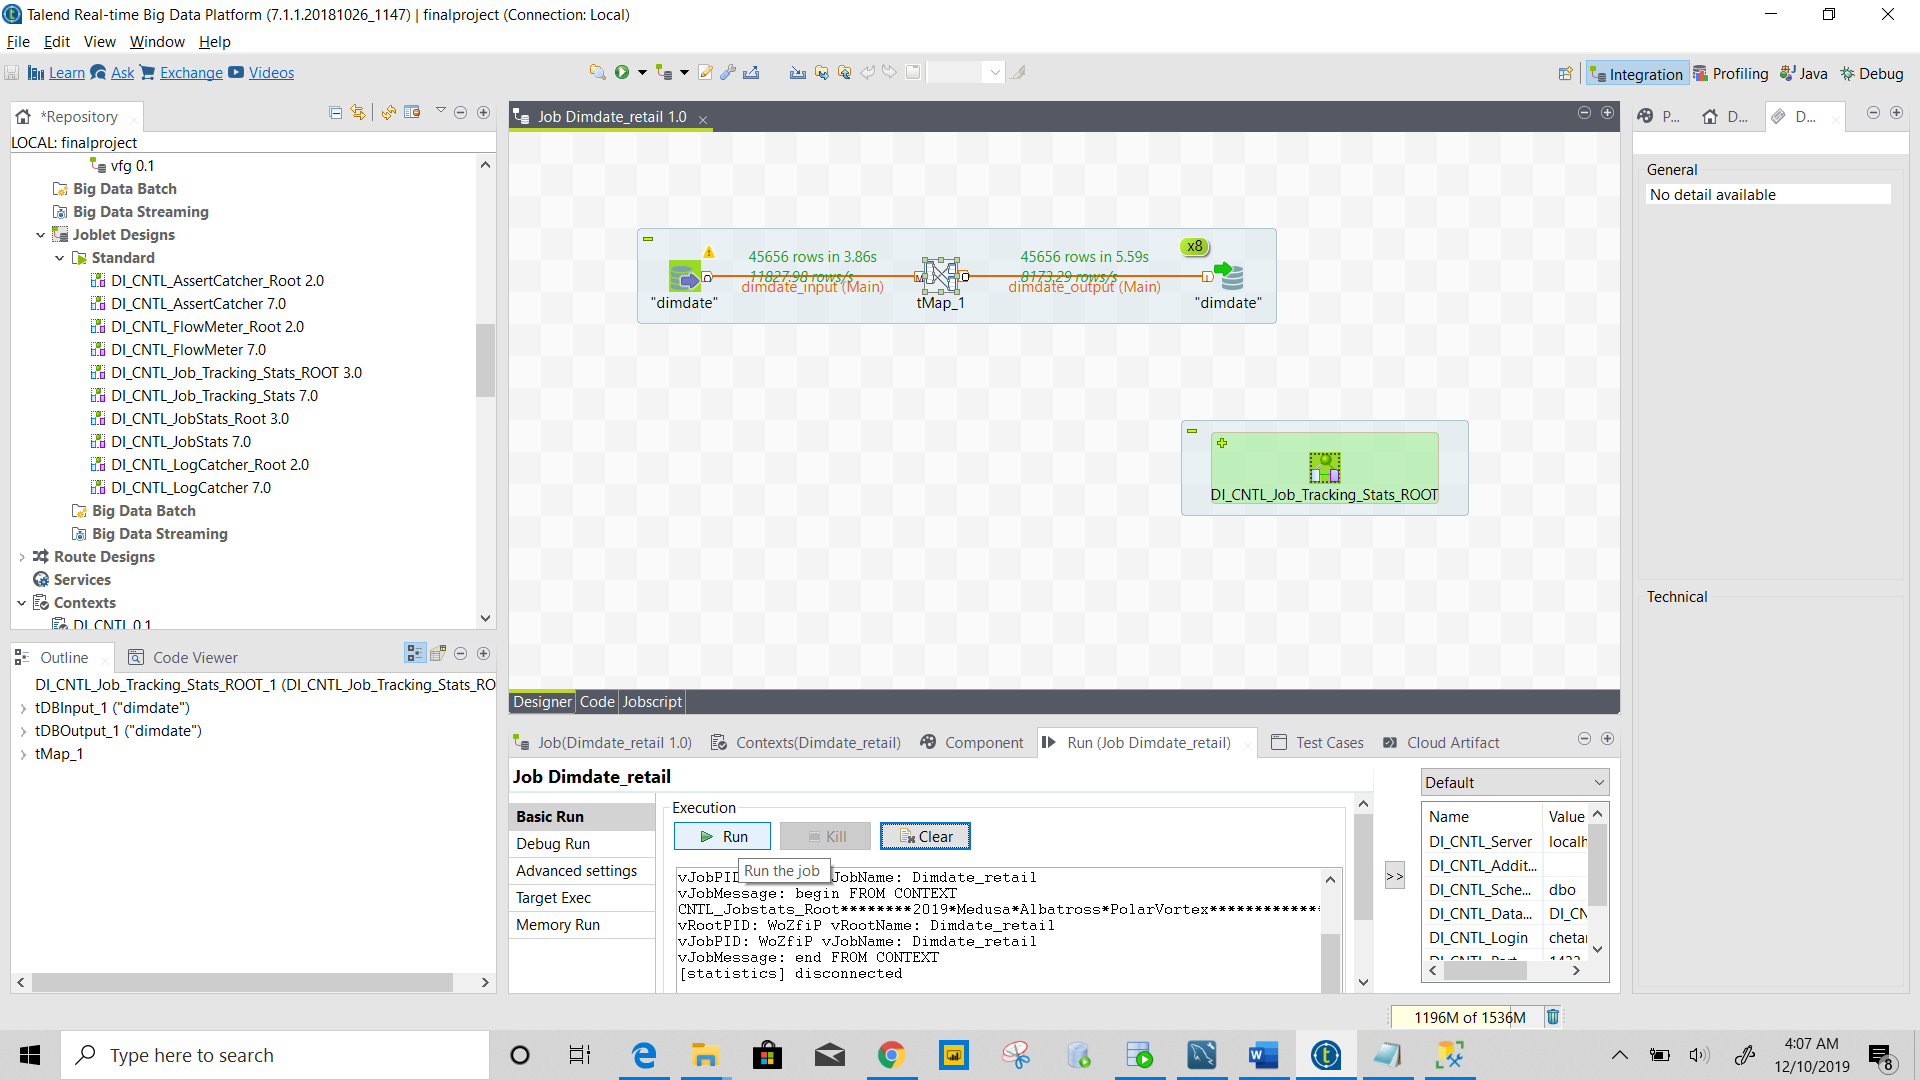 Talend Real-time Big Data Platform (7.1.1.20181026_1147) | finalproject (Connection: Local)
File Edit View Window Help
Learn Ask Exchange Videos
Integration Profiling Java Debug
*Repository
LOCAL: finalproject
vfg 0.1
Big Data Batch
Big Data Streaming
Joblet Designs
Standard
DI_CNTL_AssertCatcher_Root 2.0
DI_CNTL_AssertCatcher 7.0
DI_CNTL_FlowMeter_Root 2.0
DI_CNTL_FlowMeter 7.0
DI_CNTL_Job_Tracking_Stats_ROOT 3.0
DI_CNTL_Job_Tracking_Stats 7.0
DI_CNTL_JobStats_Root 3.0
DI_CNTL_JobStats 7.0
DI_CNTL_LogCatcher_Root 2.0
DI_CNTL_LogCatcher 7.0
Big Data Batch
Big Data Streaming
Route Designs
Services
Contexts
DI_CNTL 0.1
Outline Code Viewer
DI_CNTL_Job_Tracking_Stats_ROOT_1 (DI_CNTL_Job_Tracking_Stats_RO
tDBInput_1 ("dimdate")
tDBOutput_1 ("dimdate")
tMap_1
Job Dimdate_retail 1.0
x8
45656 rows in 3.86s 45656 rows in 5.59s
11827.98 rows/s 8173.29 rows/s
dimdate_input (Main) dimdate_output (Main)
"dimdate" tMap_1 "dimdate"
DI_CNTL_Job_Tracking_Stats_ROOT
Designer Code Jobscript
Job(Dimdate_retail 1.0) Contexts(Dimdate_retail) Component Run (Job Dimdate_retail) Test Cases Cloud Artifact
Job Dimdate_retail
Basic Run
Debug Run
Advanced settings
Target Exec
Memory Run
Execution
Run Kill Clear
Run the job
vJobPID JobName: Dimdate_retail
vJobMessage: begin FROM CONTEXT
CNTL_Jobstats_Root********2019*Medusa*Albatross*PolarVortex*************
vRootPID: WoZfiP vRootName: Dimdate_retail
vJobPID: WoZfiP vJobName: Dimdate_retail
vJobMessage: end FROM CONTEXT
[statistics] disconnected
>>
Default
Name Value
DI_CNTL_Server localh
DI_CNTL_Addit...
DI_CNTL_Sche... dbo
DI_CNTL_Data... DI_CN
DI_CNTL_Login chetar
P... D... D...
General
No detail available
Technical
1196M of 1536M
Type here to search
4:07 AM
12/10/2019
8